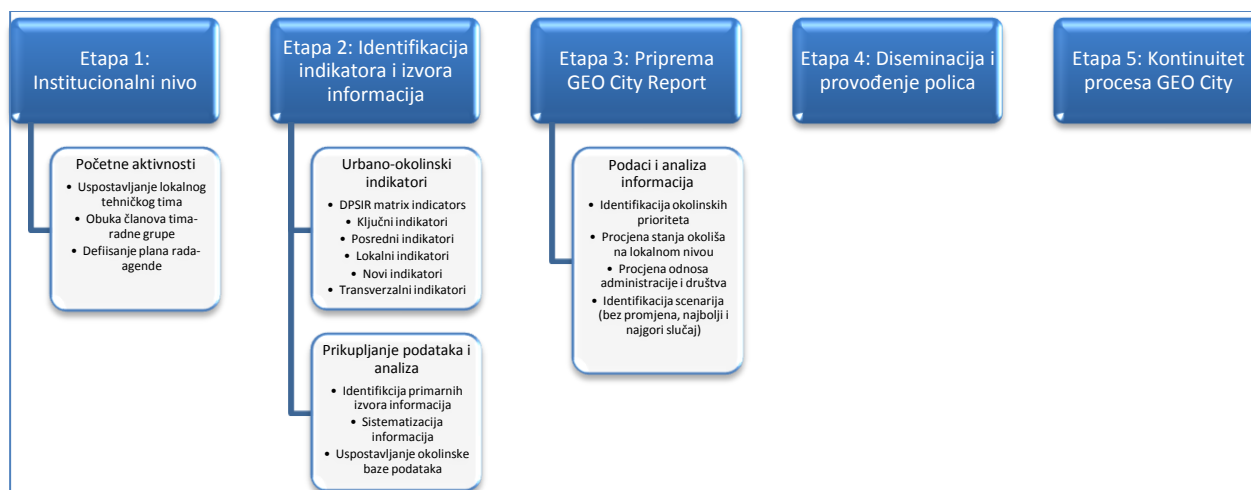 Etapa 1:
Institucionalni nivo
Početne aktivnosti
• Uspostavljanje lokalnog
tehničkog tima
• Obuka članova tima-
radne grupe
• Defiisanje plana rada-
agende
Etapa 2: Identifikacija
indikatora i izvora
informacija
Urbano-okolinski
indikatori
• DPSIR matrix indicators
• Ključni indikatori
• Posredni indikatori
• Lokalni indikatori
• Novi indikatori
• Transverzalni indikatori
Prikupljanje podataka i
analiza
• Identifikcija primarnih
izvora informacija
• Sistematizacija
informacija
• Uspostavljanje okolinske
baze podataka
Etapa 3: Priprema
GEO City Report
Podaci i analiza
informacija
• Identifikacija okolinskih
prioriteta
• Procjena stanja okoliša
na lokalnom nivou
• Procjena odnosa
administracije i društva
• Identifikacija scenarija
(bez promjena, najbolji i
najgori slučaj)
Etapa 4: Diseminacija i
provođenje polica
Etapa 5: Kontinuitet
procesa GEO City